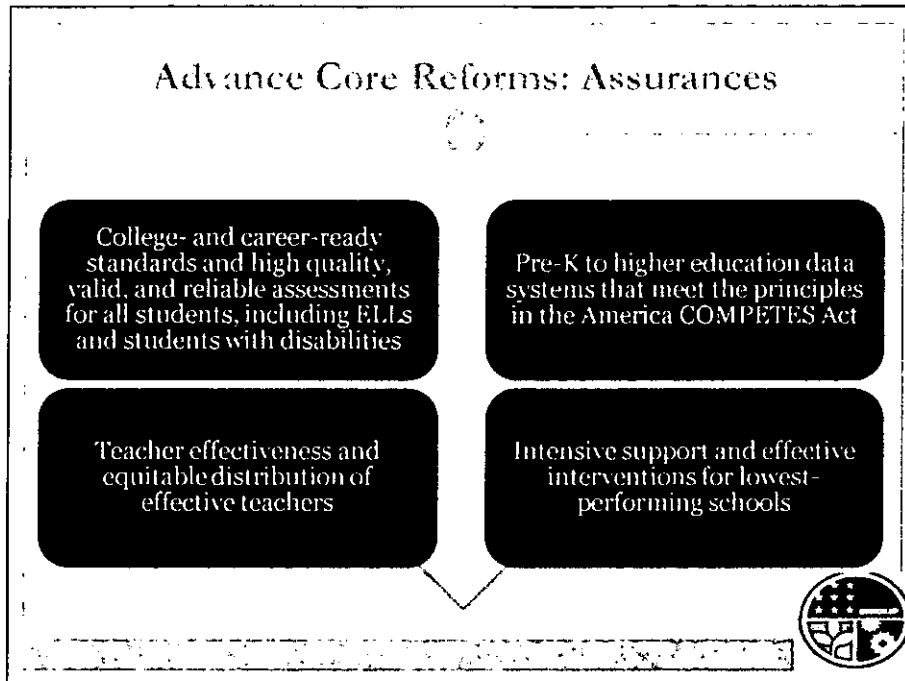 Advance Core Reforms: Assurances
College- and career-ready
standards and high quality,
valid, and reliable assessments
for all students, including ELLs
and students with disabilities
Pre-K to higher education data
systems that meet the principles
in the America COMPETES Act
Teacher effectiveness and
equitable distribution of
effective teachers
Intensive support and effective
interventions for lowest-
performing schools